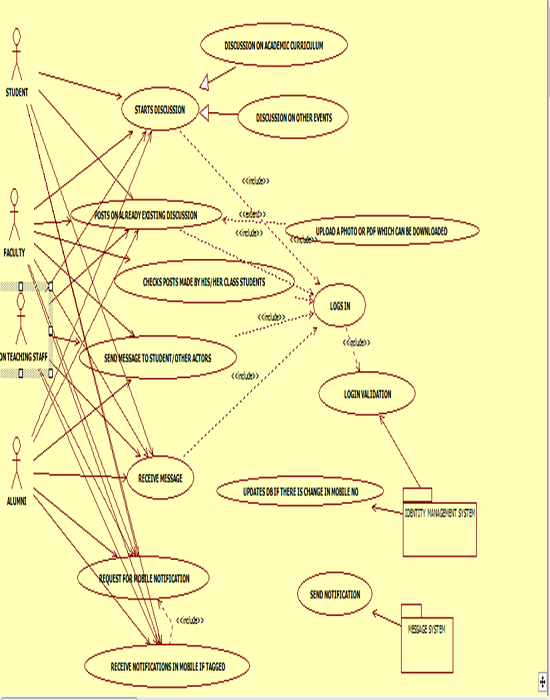 DISCUSSION ON ACADEMIC CURRICULUM
STUDENT
STARTS DISCUSSION
DISCUSSION ON OTHER EVENTS
<<include>>
POSTS ON ALREADY EXISTING DISCUSSION
<<extend>>
<<include>>
UPLOAD A PHOTO OR PDF WHICH CAN BE DOWNLOADED
<<include>>
FACULTY
CHECKS POSTS MADE BY HIS/HER CLASS STUDENTS
LOGS IN
<<include>>
ON TEACHING STAFF
SEND MESSAGE TO STUDENT/OTHER ACTORS
<<include>>
<<include>>
LOGIN VALIDATION
RECEIVE MESSAGE
ALUMNI
UPDATES DB IF THERE IS CHANGE IN MOBILE NO
IDENTITY MANAGEMENT SYSTEM
REQUEST FOR MOBILE NOTIFICATION
SEND NOTIFICATION
<<include>>
MESSAGE SYSTEM
RECEIVE NOTIFICATIONS IN MOBILE IF TAGGED